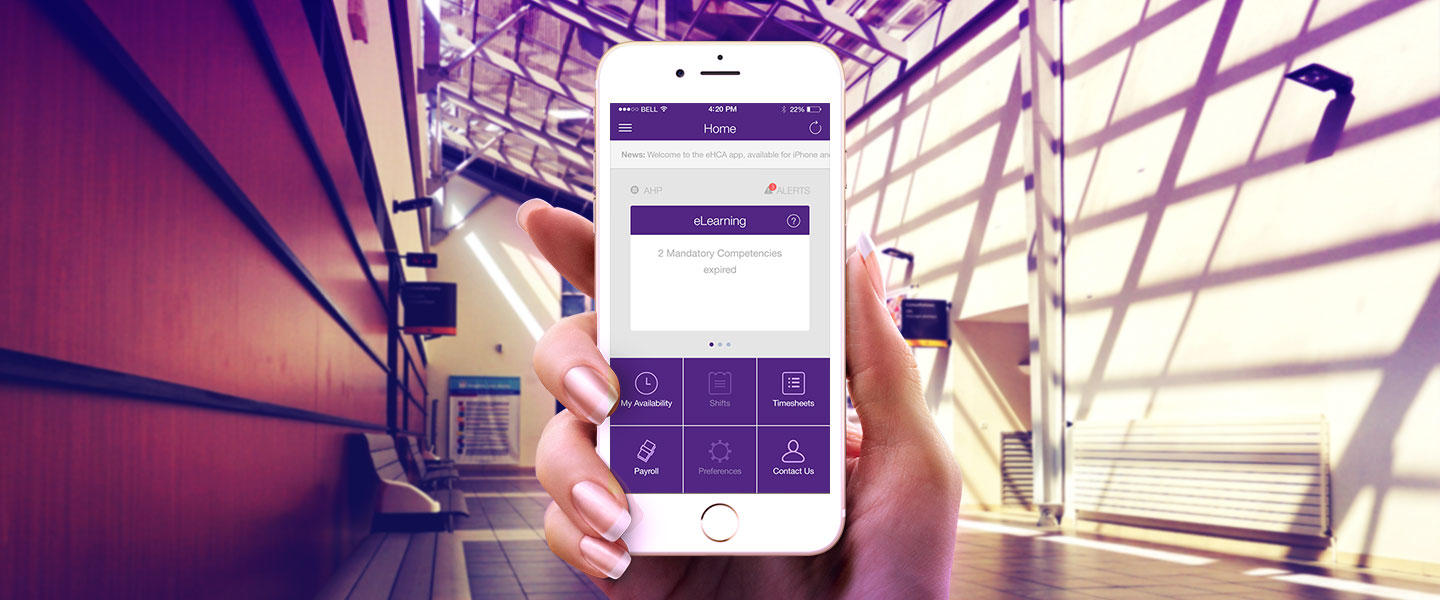 BELL 4:20 PM 22%
Home
News: Welcome to the eHCA app, available for iPhone and
AHP 3 ALERTS
eLearning ?
2 Mandatory Competencies
expired
My Availability Shifts Timesheets
Payroll Preferences Contact Us